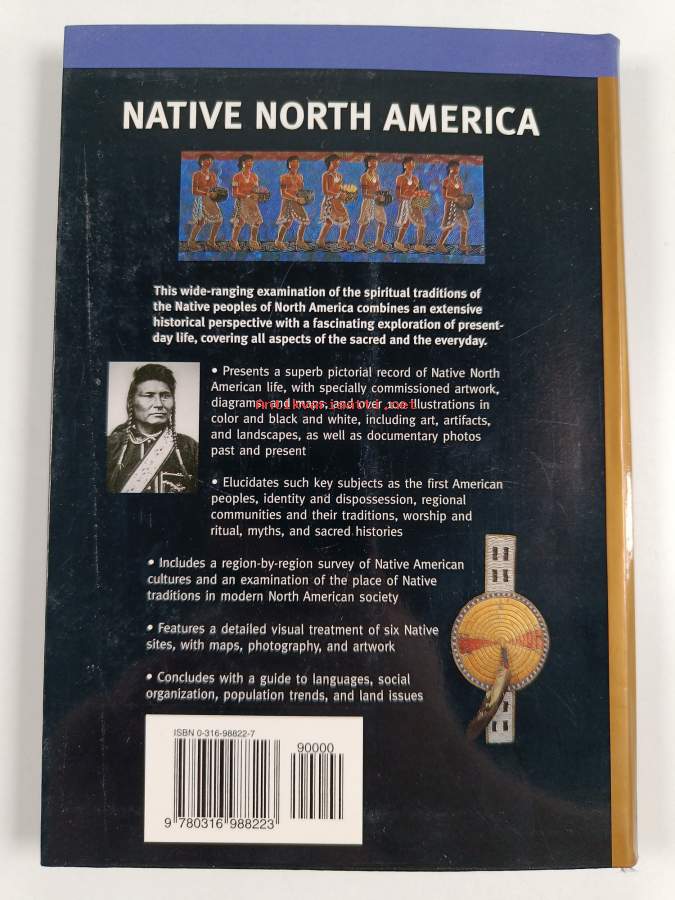 NATIVE NORTH AMERICA
This wide-ranging examination of the spiritual traditions of
the Native peoples of North America combines an extensive
historical perspective with a fascinating exploration of present-
day life, covering all aspects of the sacred and the everyday.
• Presents a superb pictorial record of Native North
American life, with specially commissioned artwork,
diagrams, and maps, and over illustrations in
color and black and white, including art, artifacts,
and landscapes, as well as documentary photos
past and present
• Elucidates such key subjects as the first American
peoples, identity and dispossession, regional
communities and their traditions, worship and
ritual, myths, and sacred histories
• Includes a region-by-region survey of Native American
cultures and an examination of the place of Native
traditions in modern North American society
• Features a detailed visual treatment of six Native
sites, with maps, photography, and artwork
• Concludes with a guide to languages, social
organization, population trends, and land issues
ISBN 0-316-98822-7
90000
9 780316 988223